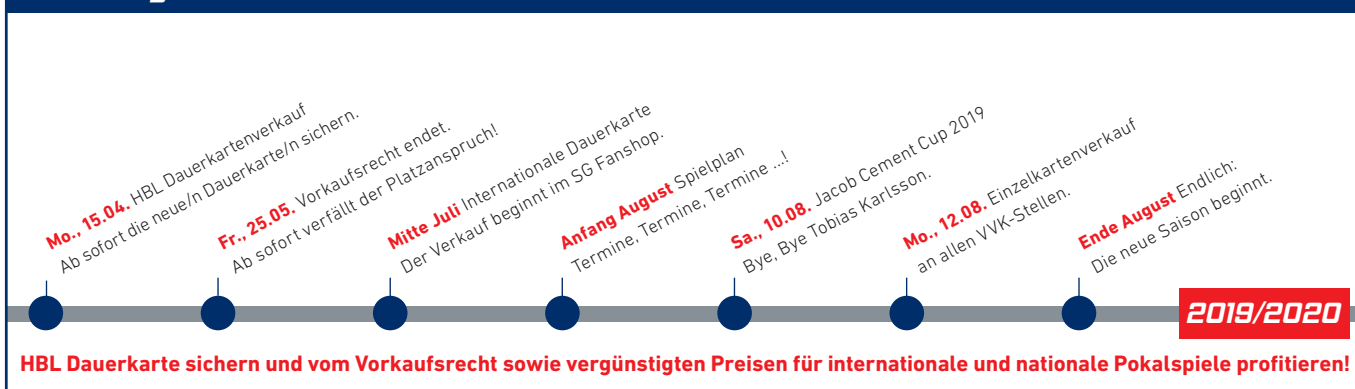 Mo., 15.04. HBL Dauerkartenverkauf
Ab sofort die neue/n Dauerkarte/n sichern.
Fr., 25.05. Vorkaufsrecht endet.
Ab sofort verfällt der Platzanspruch!
Mitte Juli Internationale Dauerkarte
Der Verkauf beginnt im SG Fanshop.
Anfang August Spielplan
Termine, Termine, Termine ...!
Sa., 10.08. Jacob Cement Cup 2019
Bye, Bye Tobias Karlsson.
Mo., 12.08. Einzelkartenverkauf
an allen VVK-Stellen.
Ende August Endlich:
Die neue Saison beginnt.
2019/2020
HBL Dauerkarte sichern und vom Vorkaufsrecht sowie vergünstigten Preisen für internationale und nationale Pokalspiele profitieren!